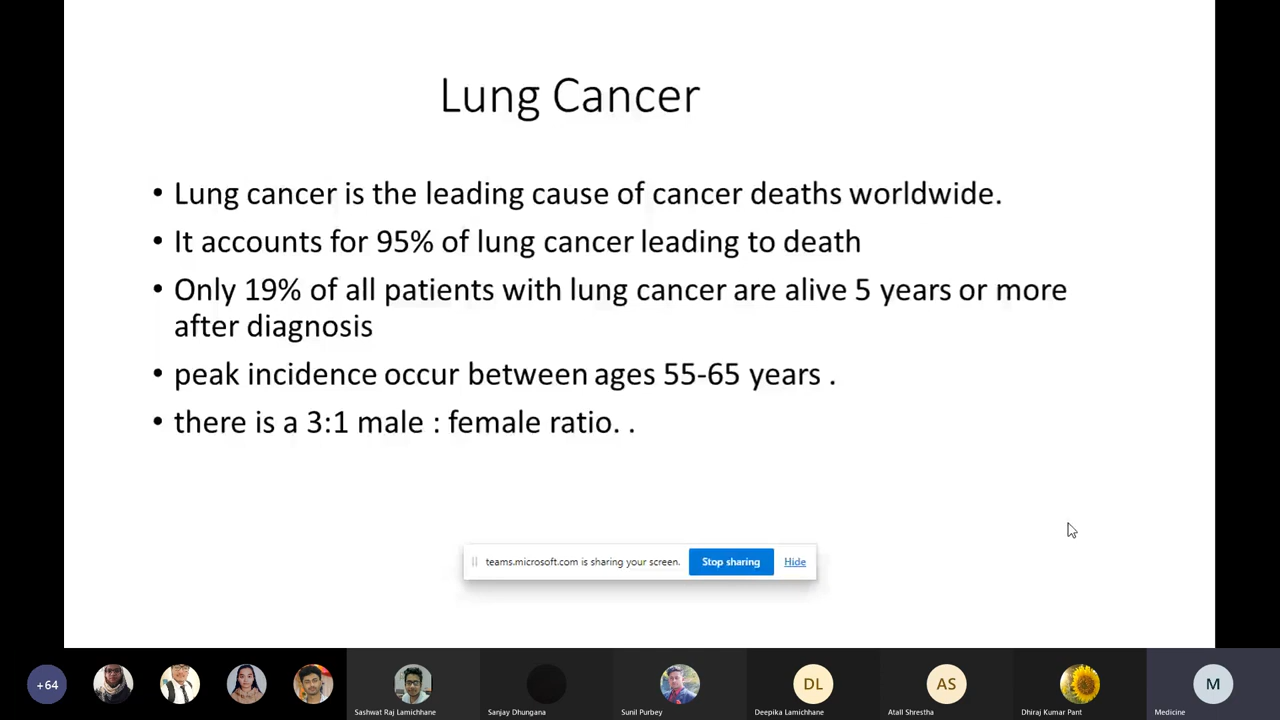 Lung Cancer
• Lung cancer is the leading cause of cancer deaths worldwide.
• It accounts for 95% of lung cancer leading to death
• Only 19% of all patients with lung cancer are alive 5 years or more
after diagnosis
• peak incidence occur between ages 55-65 years .
• there is a 3:1 male : female ratio. .
teams.microsoft.com is sharing your screen. Stop sharing Hide
+64 DL AS M
Sashwat Raj Lamichhane Sanjay Dhungana Sunil Purbey Deepika Lamichhane Atall Shrestha Dhiraj Kumar Pant Medicine